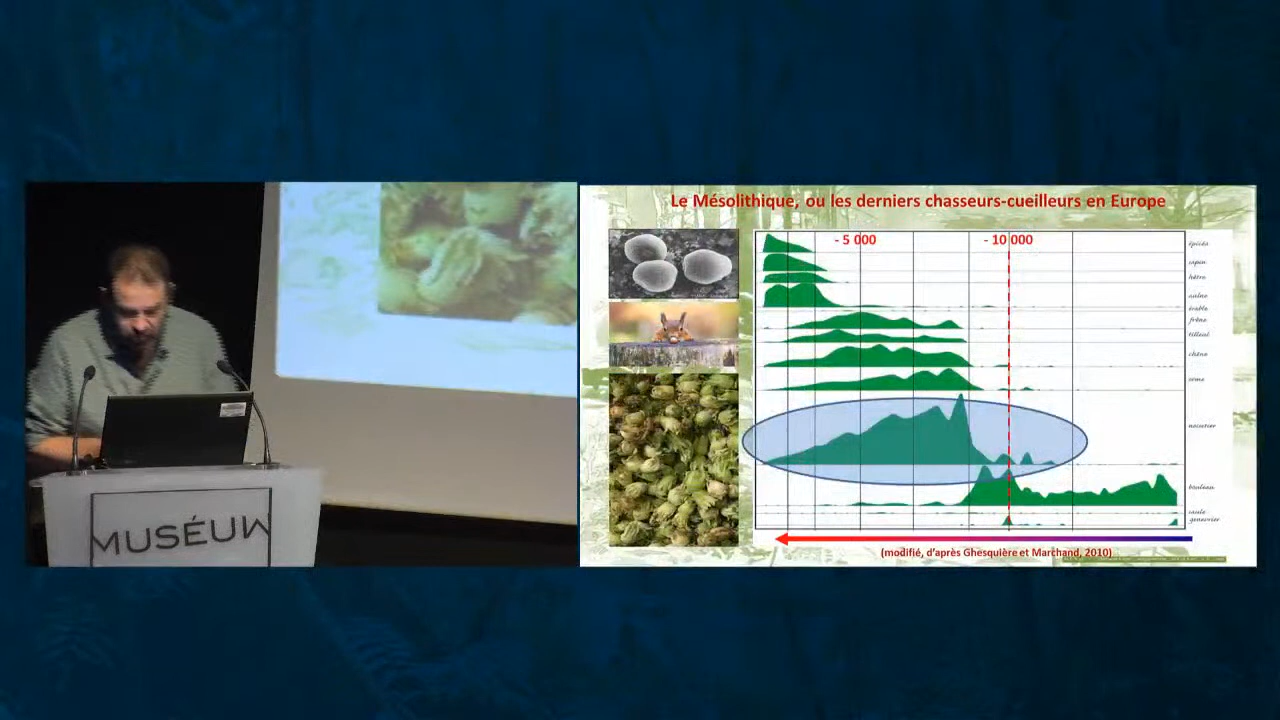 MUSÉUM
Le Mésolithique, ou les derniers chasseurs-cueilleurs en Europe
- 5 000
- 10 000
épicéa
sapin
hêtre
aulne
érable
frêne
tilleul
chêne
orme
noisetier
bouleau
saule
genévrier
(modifié, d'après Ghesquière et Marchand, 2010)